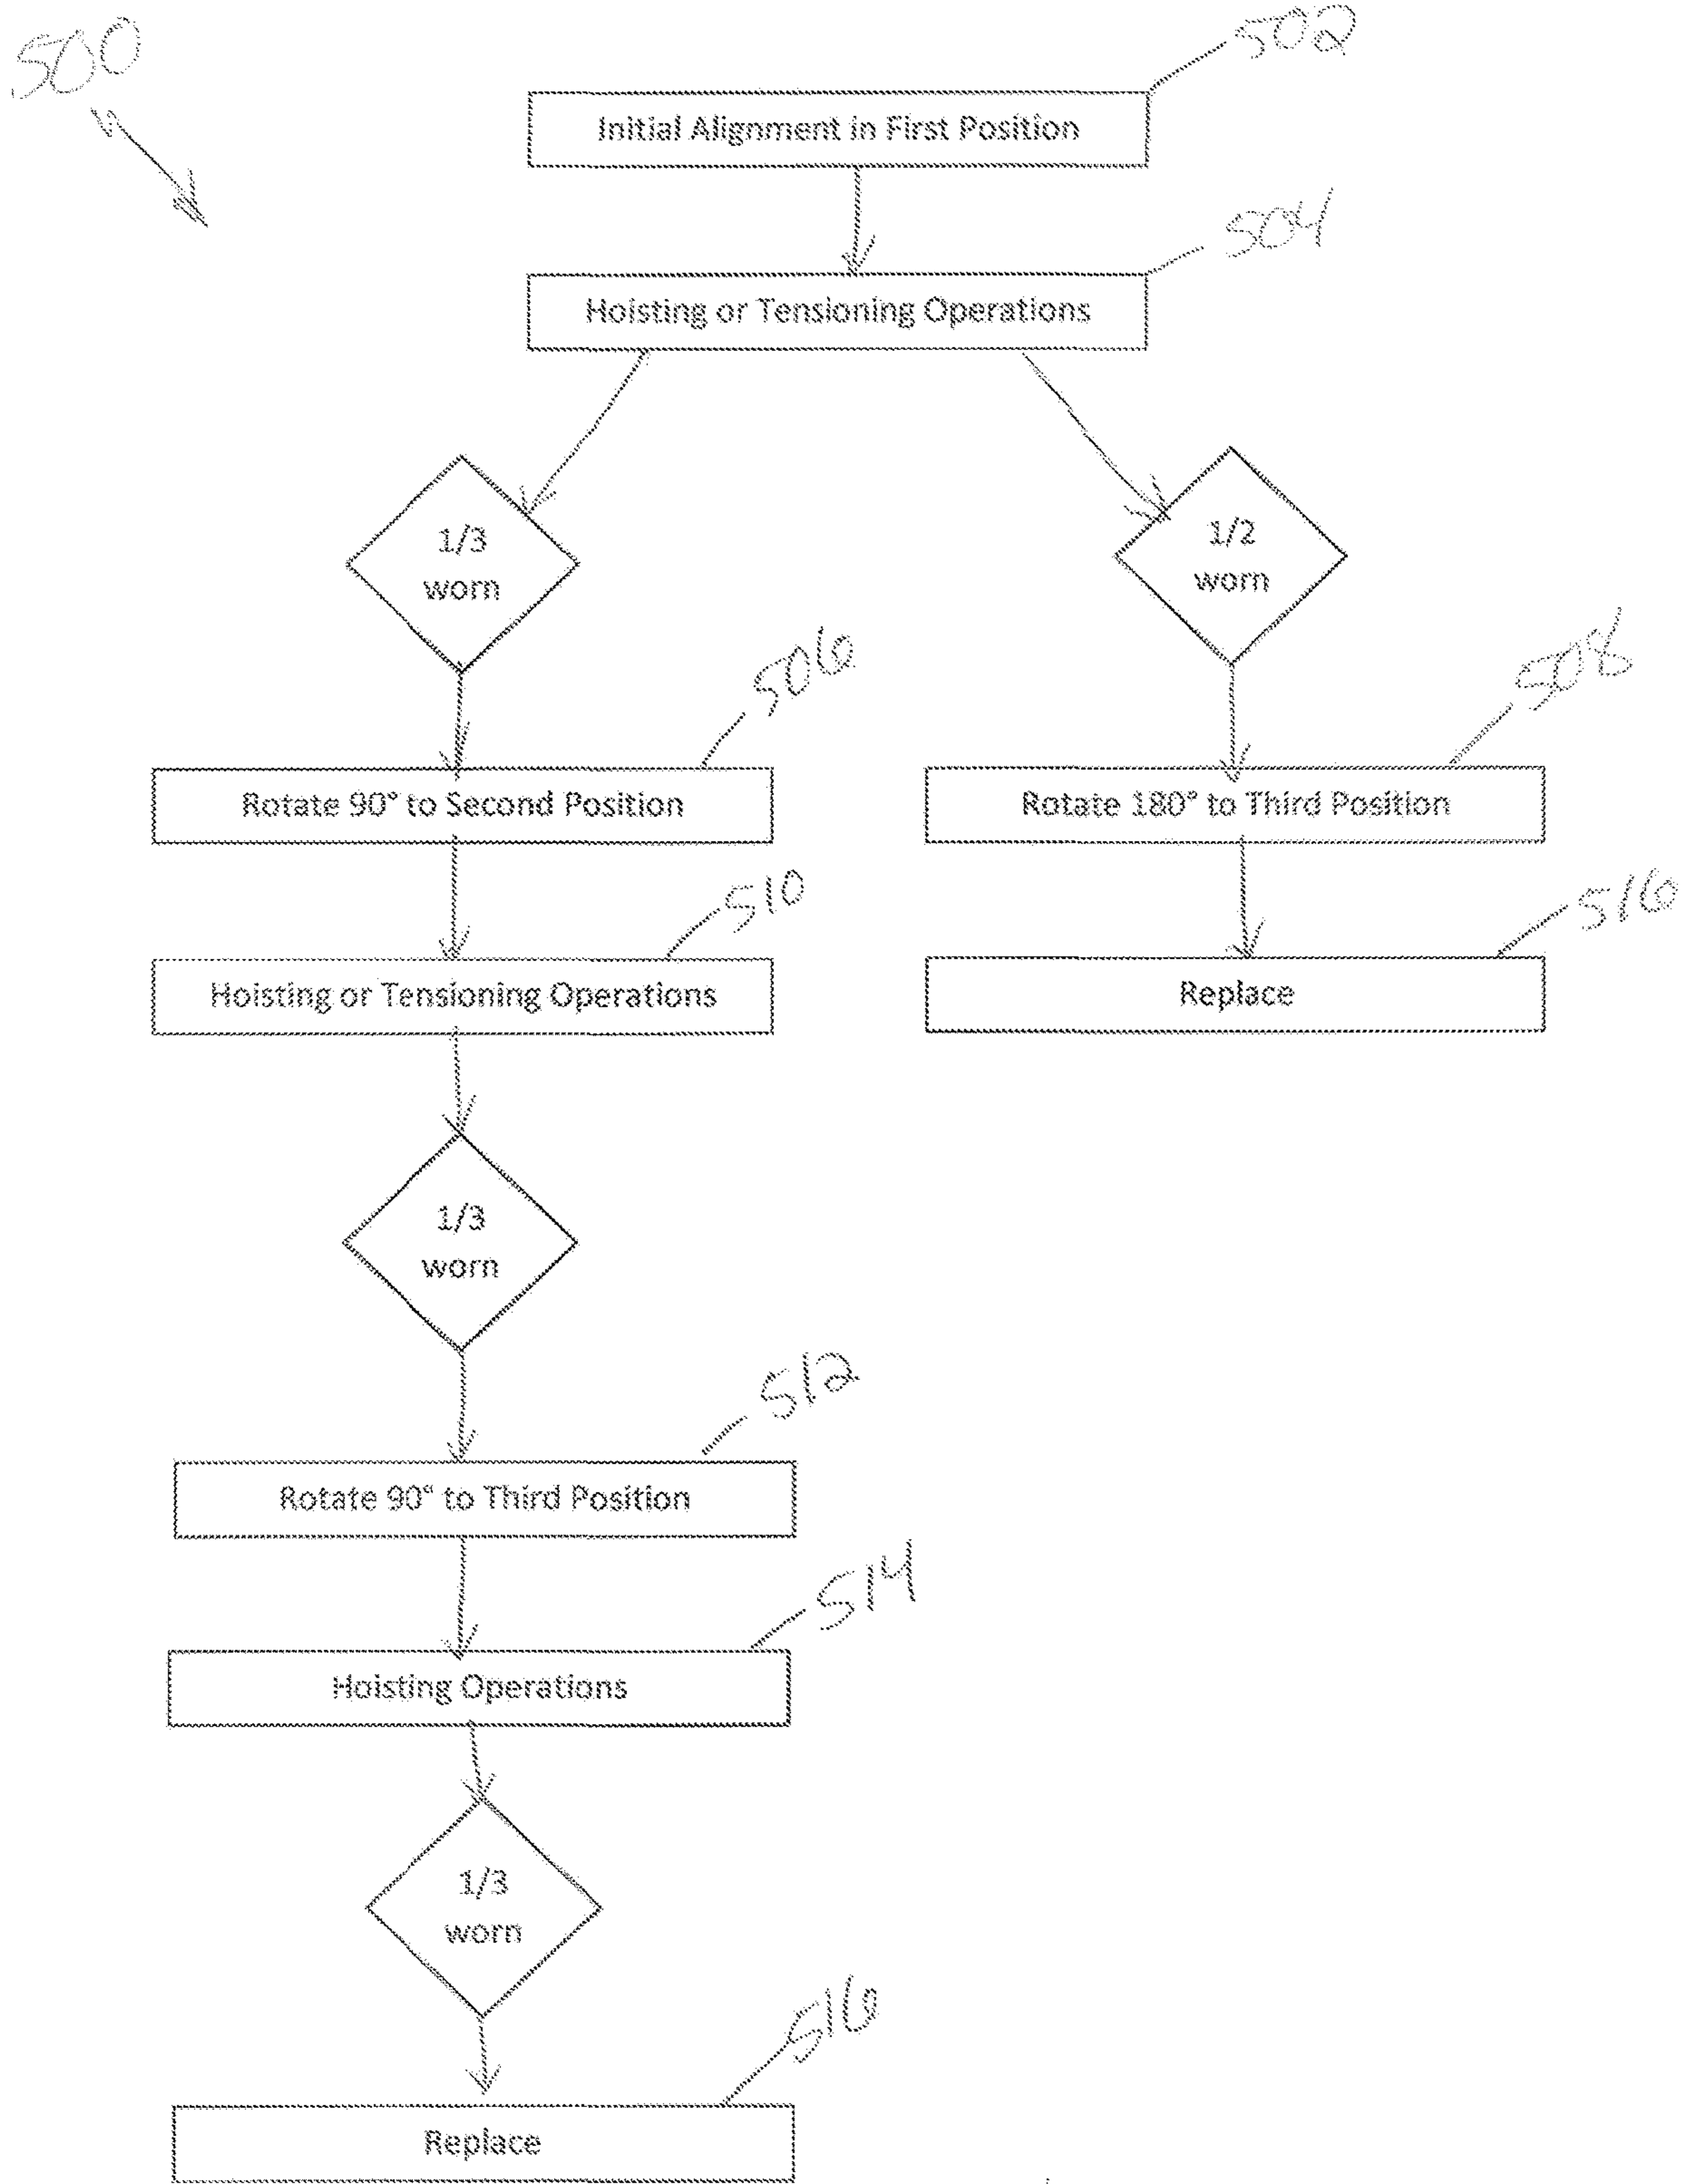 500
502
Initial Alignment in First Position
504
Hoisting or Tensioning Operations
1/3
worn
1/2
worn
506
508
Rotate 90° to Second Position
Rotate 180° to Third Position
510
516
Hoisting or Tensioning Operations
Replace
1/3
worn
512
Rotate 90° to Third Position
514
Hoisting Operations
1/3
worn
516
Replace